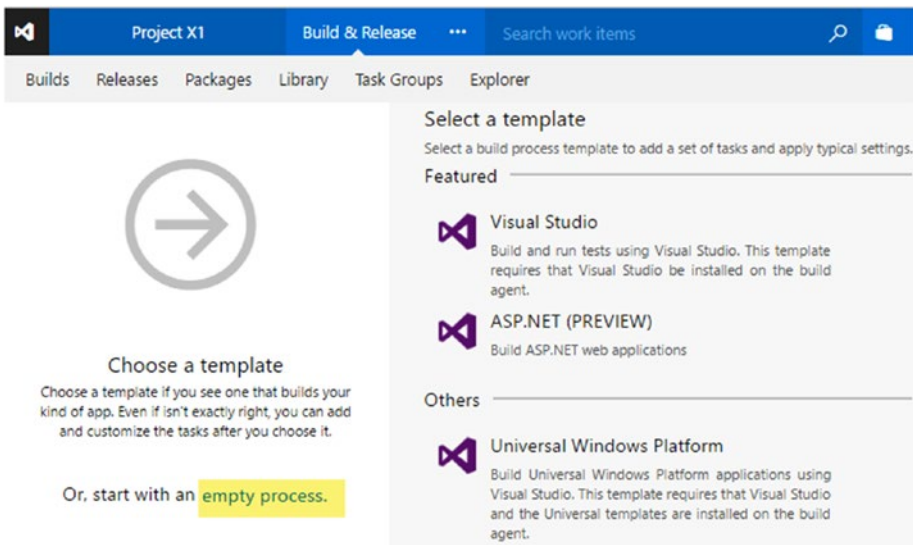 Project X1
Build & Release
...
Search work items
Builds
Releases
Packages
Library
Task Groups
Explorer
Choose a template
Choose a template if you see one that builds your
kind of app. Even if isn't exactly right, you can add
and customize the tasks after you choose it.
Or, start with an empty process.
Select a template
Select a build process template to add a set of tasks and apply typical settings.
Featured
Visual Studio
Build and run tests using Visual Studio. This template
requires that Visual Studio be installed on the build
agent.
ASP.NET (PREVIEW)
Build ASP.NET web applications
Others
Universal Windows Platform
Build Universal Windows Platform applications using
Visual Studio. This template requires that Visual Studio
and the Universal templates are installed on the build
agent.